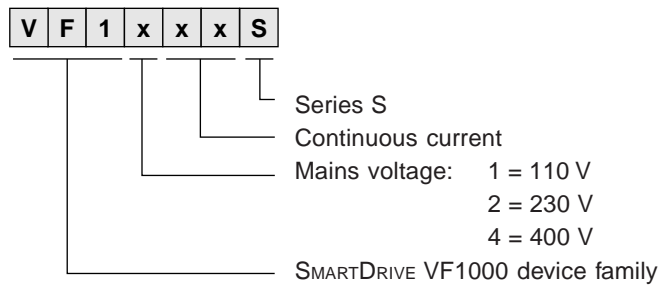 V F 1 x x x S
Series S
Continuous current
Mains voltage: 1 = 110 V
2 = 230 V
4 = 400 V
SMARTDRIVE VF1000 device family